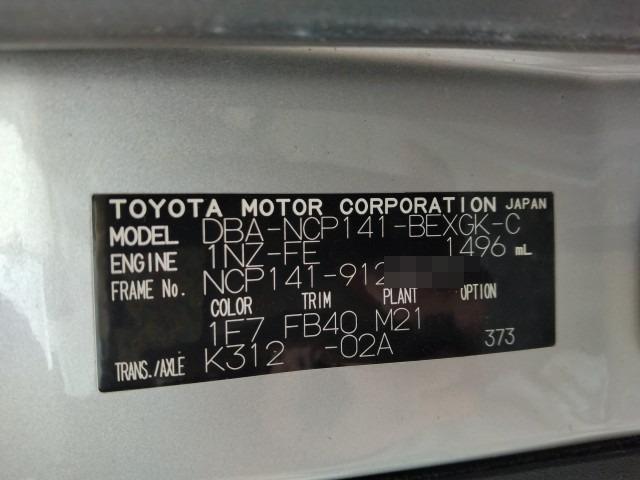 TOYOTA MOTOR CORPORATION JAPAN
MODEL DBA-NCP141-BEXGK-C
ENGINE 1NZ-FE 1496 mL
FRAME No. NCP141-912
COLOR TRIM PLANT OPTION
1F7 FB40 M21
TRANS./AXLE K312 -02A 373